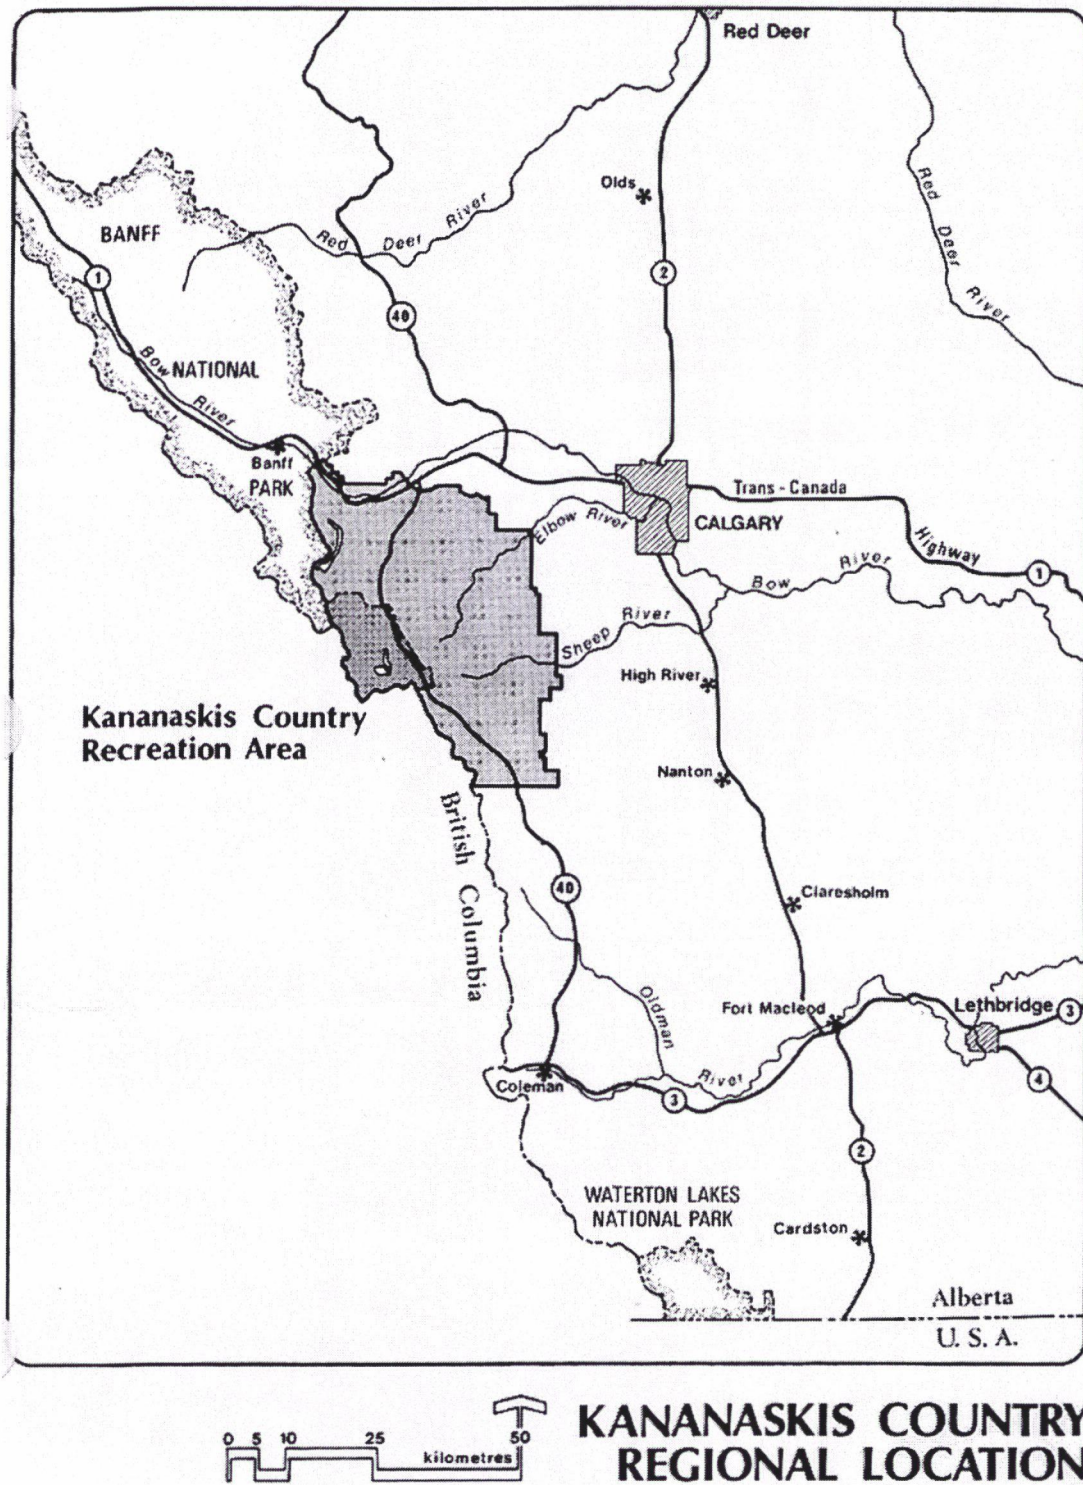 Red Deer
Olds
BANFF
Red Deer River
Red Deer River
1
2
40
Bow River
NATIONAL
Banff
PARK
Trans-Canada
Highway
CALGARY
Elbow River
1
Bow River
Sheep River
High River
Kananaskis Country
Recreation Area
Nanton
British Columbia
40
Claresholm
Oldman River
Fort Macleod
Lethbridge
3
Coleman
3
4
2
WATERTON LAKES
NATIONAL PARK
Cardston
Alberta
U. S. A.
0 5 10 25 50
kilometres
KANANASKIS COUNTRY
REGIONAL LOCATION